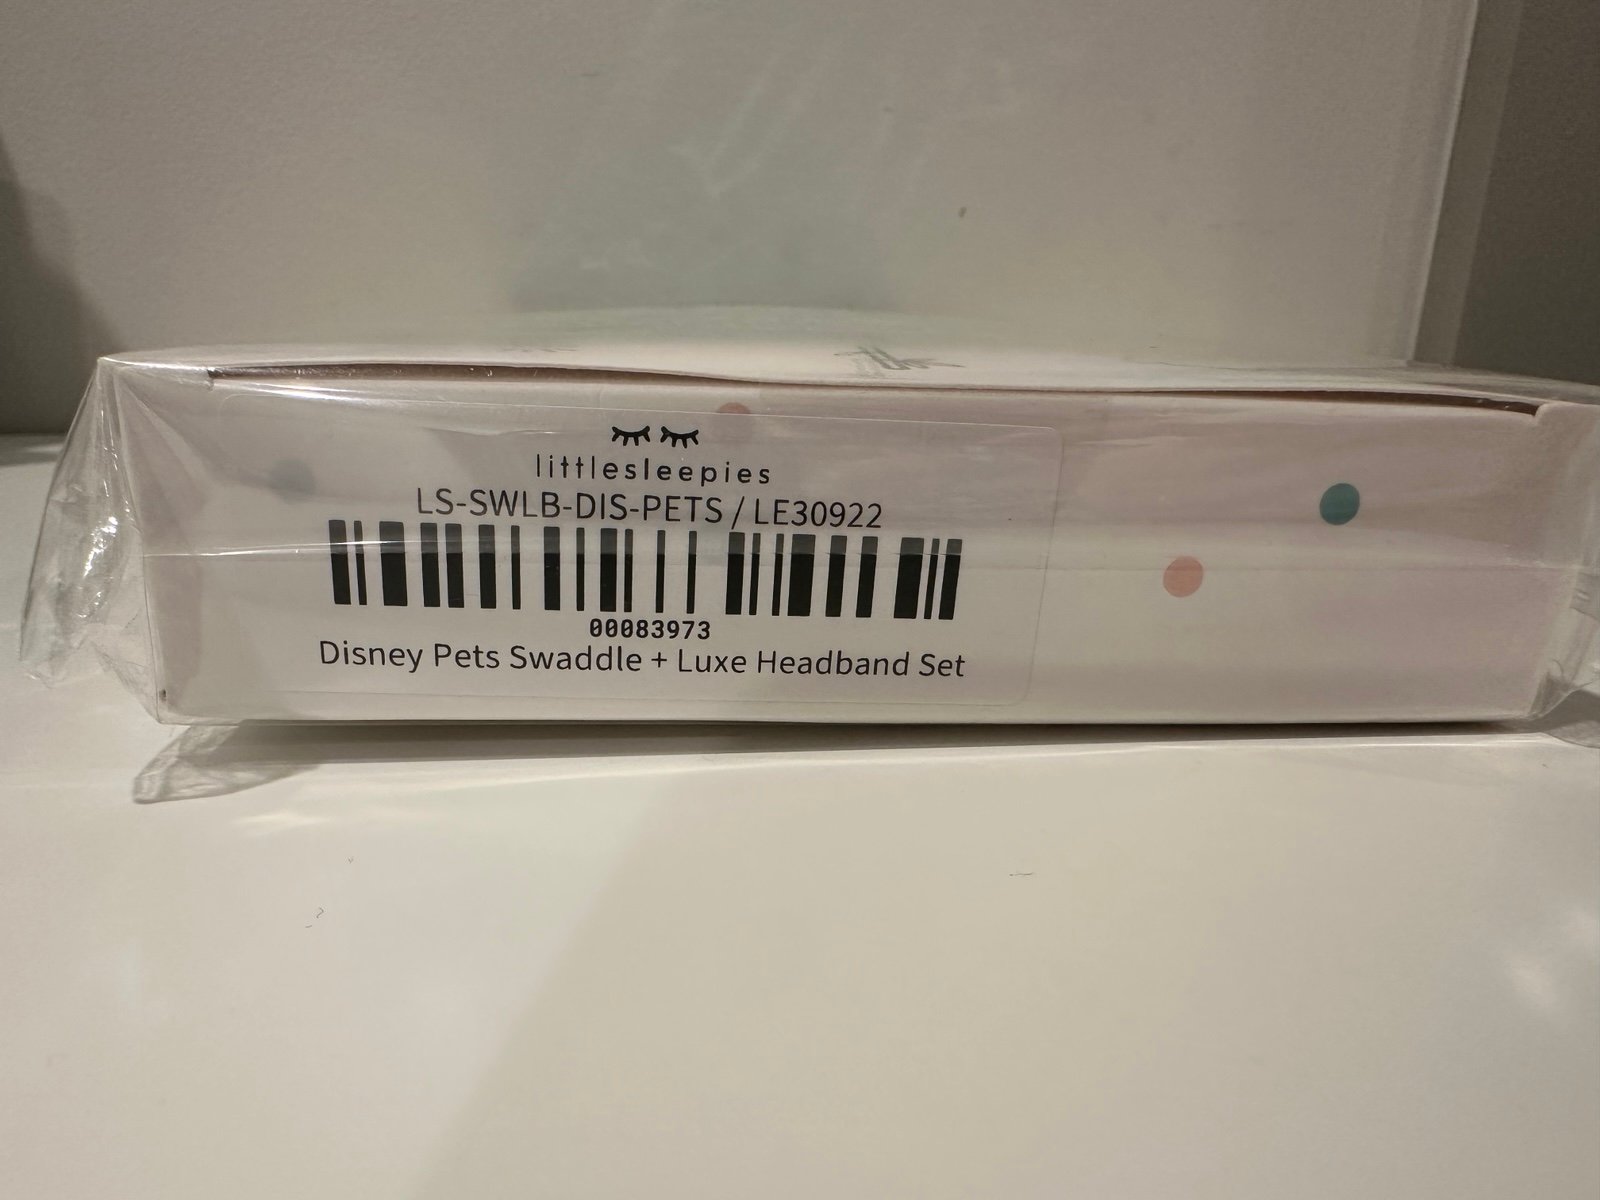 littlesleepies
LS-SWLB-DIS-PETS / LE30922
00083973
Disney Pets Swaddle + Luxe Headband Set